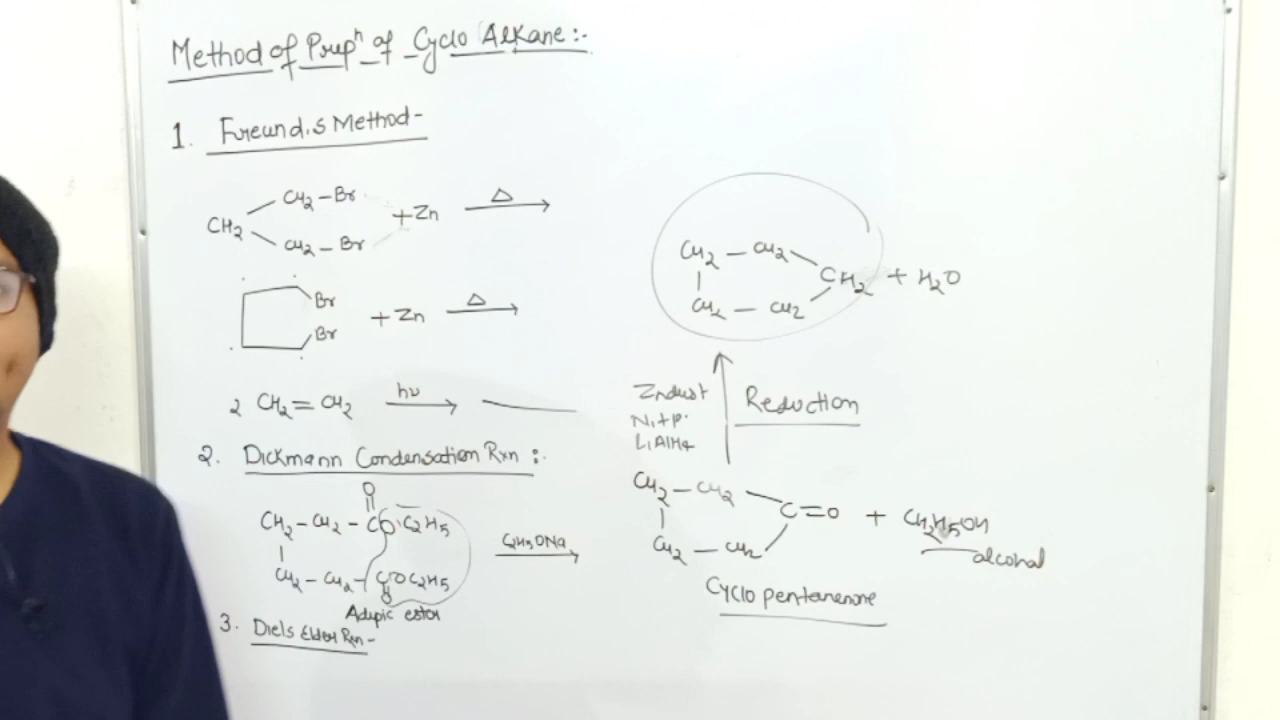 Method of Prepn of Cyclo Alkane :-
1. Freund.s Method -
CH2 - Br
CH2 + Zn Δ
CH2 - Br
Br
+ Zn Δ
Br
2 CH2 = CH2 hν
2. Dickmann Condensation Rxn :-
O
CH2 - CH2 - C O C2H5
C2H5ONa
CH2 - CH2 - C O C2H5
O
Adipic ester
3. Diels Elder Rxn -
CH2 - CH2
CH2 + H2O
CH2 - CH2
Zn dust
Ni + p.
LiAlH4
Reduction
CH2 - CH2
C = O + C2H5OH
CH2 - CH2
alcohal
Cyclo pentanenone